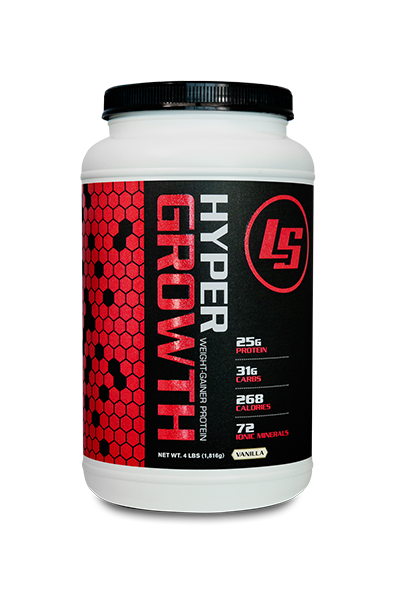 HYPER
GROWTH
WEIGHT-GAINER PROTEIN
LS
25G
PROTEIN
31G
CARBS
268
CALORIES
72
IONIC MINERALS
NET WT. 4 LBS (1,816g)
VANILLA